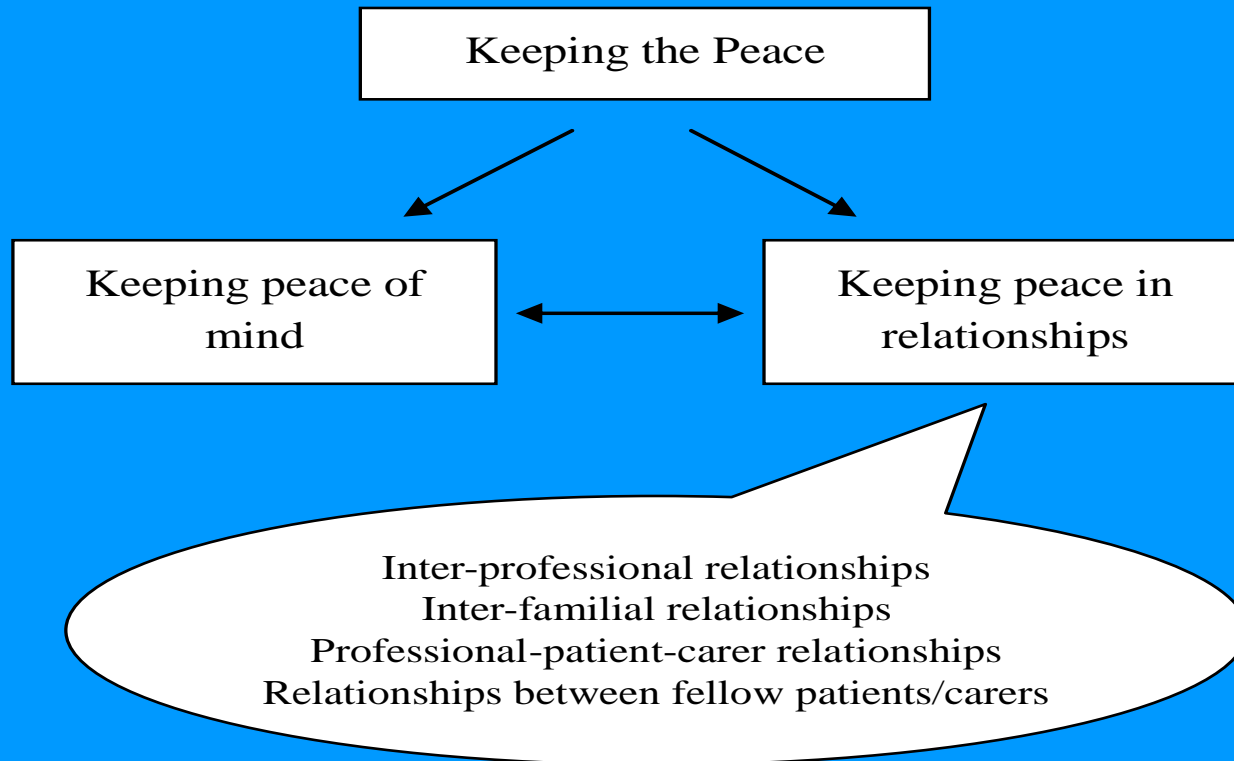 Keeping the Peace
Keeping peace of
mind
Keeping peace in
relationships
Inter-professional relationships
Inter-familial relationships
Professional-patient-carer relationships
Relationships between fellow patients/carers